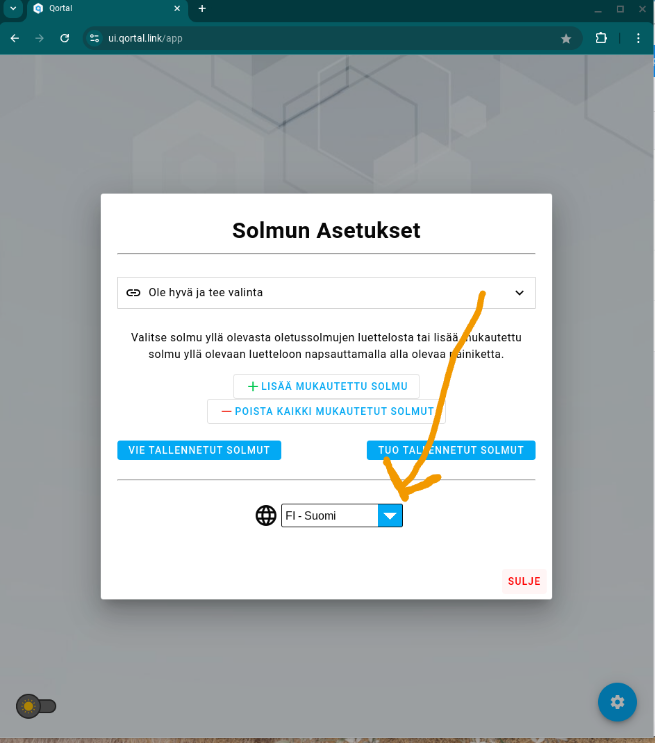 Qortal
ui.qortal.link/app
Solmun Asetukset
Ole hyvä ja tee valinta
Valitse solmu yllä olevasta oletussolmujen luettelosta tai lisää mukautettu
solmu yllä olevaan luetteloon napsauttamalla alla olevaa painiketta.
LISÄÄ MUKAUTETTU SOLMU
POISTA KAIKKI MUKAUTETUT SOLMUT
VIE TALLENNETUT SOLMUT
TUO TALLENNETUT SOLMUT
FI - Suomi
SULJE